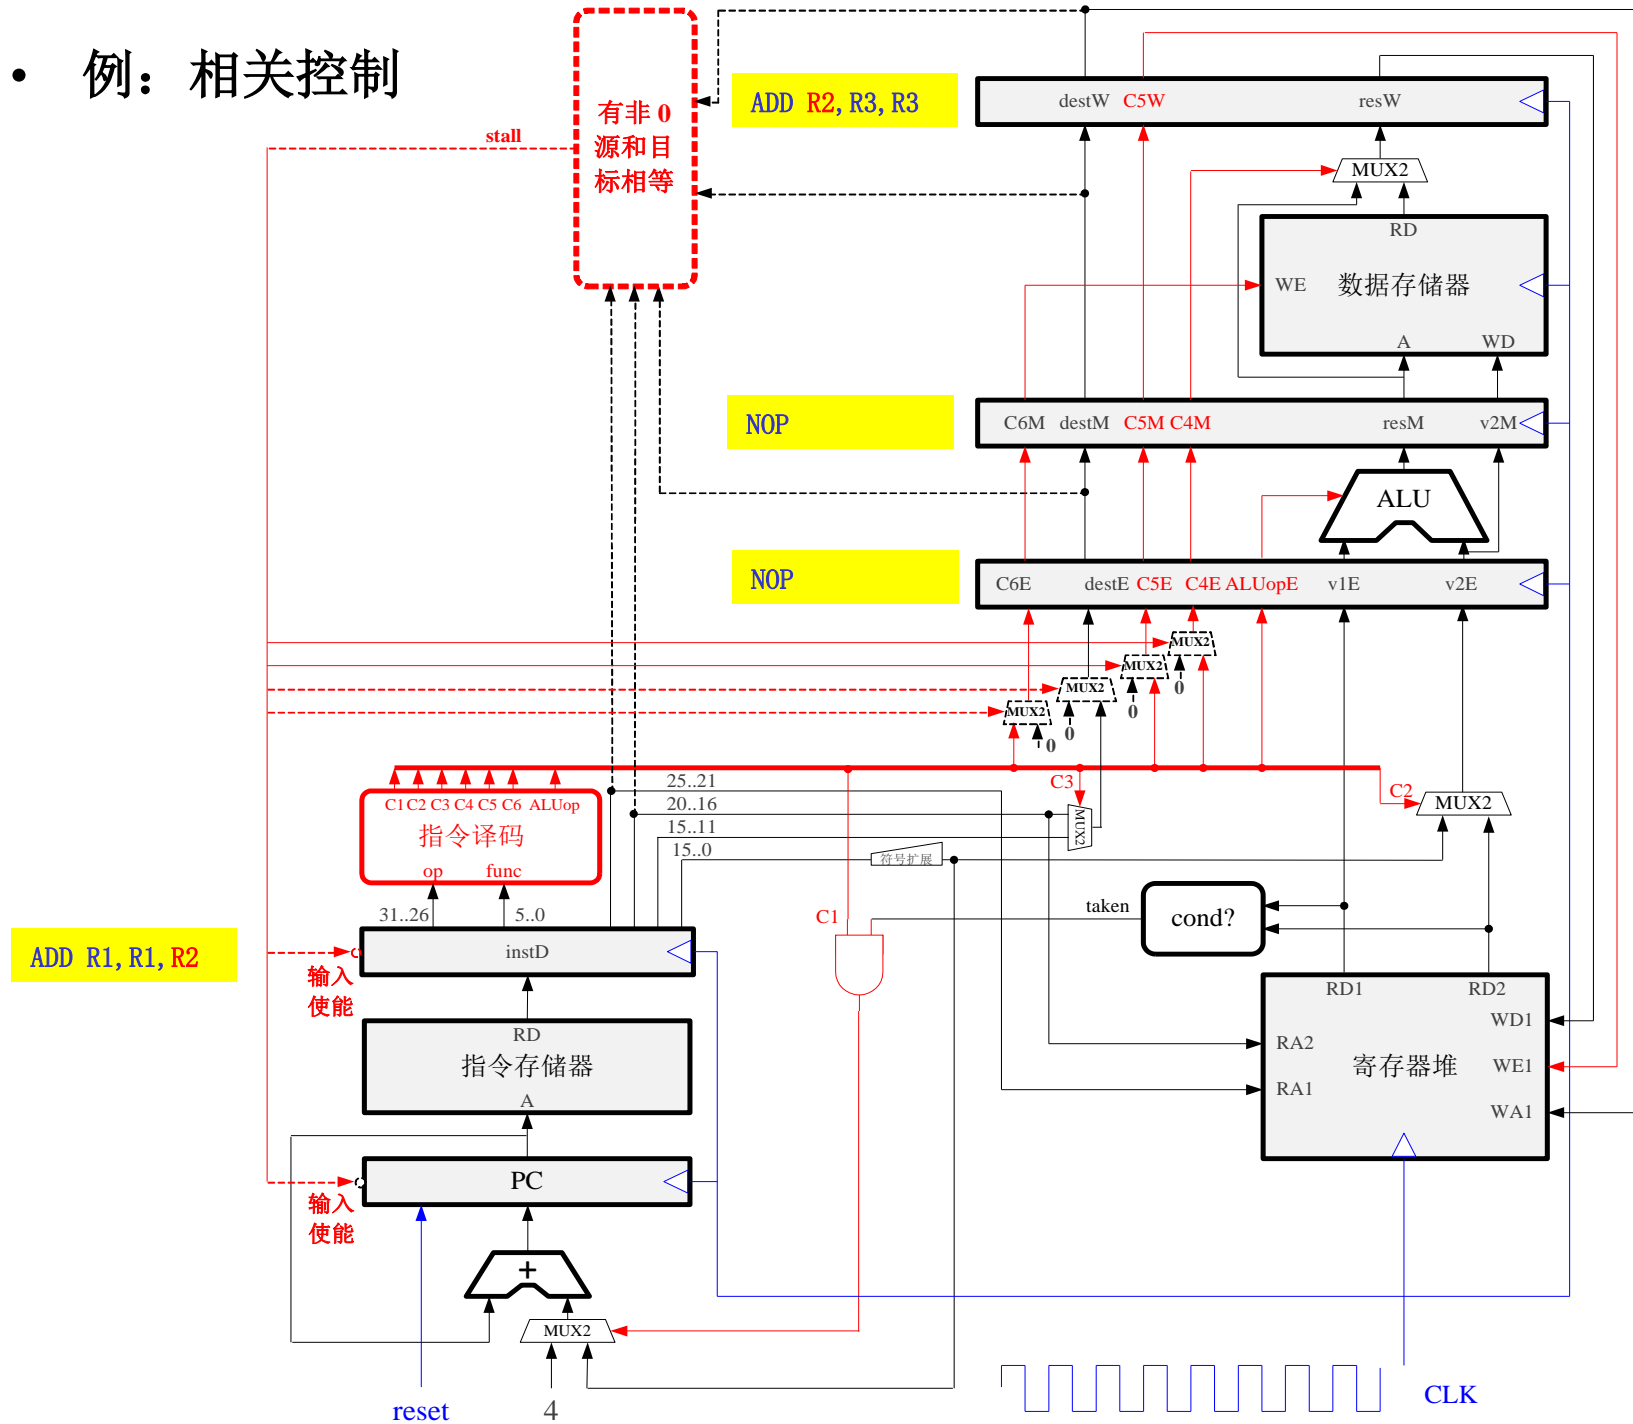 • 例：相关控制
有非 0
源和目
标相等
stall
ADD R2,R3,R3
destW C5W resW
MUX2
RD
WE 数据存储器
A WD
NOP
C6M destM C5M C4M resM v2M
ALU
NOP
C6E destE C5E C4E ALUopE v1E v2E
MUX2
MUX2
MUX2
MUX2
0
0
0
0
C1 C2 C3 C4 C5 C6 ALUop
指令译码
op func
31..26 5..0
25..21
20..16
15..11
15..0
符号扩展
C3
MUX2
C2
MUX2
C1
taken
cond?
ADD R1,R1,R2
instD
输入
使能
RD
指令存储器
A
RD1 RD2
WD1
RA2
寄存器堆
WE1
RA1
WA1
PC
输入
使能
+
MUX2
reset
4
CLK